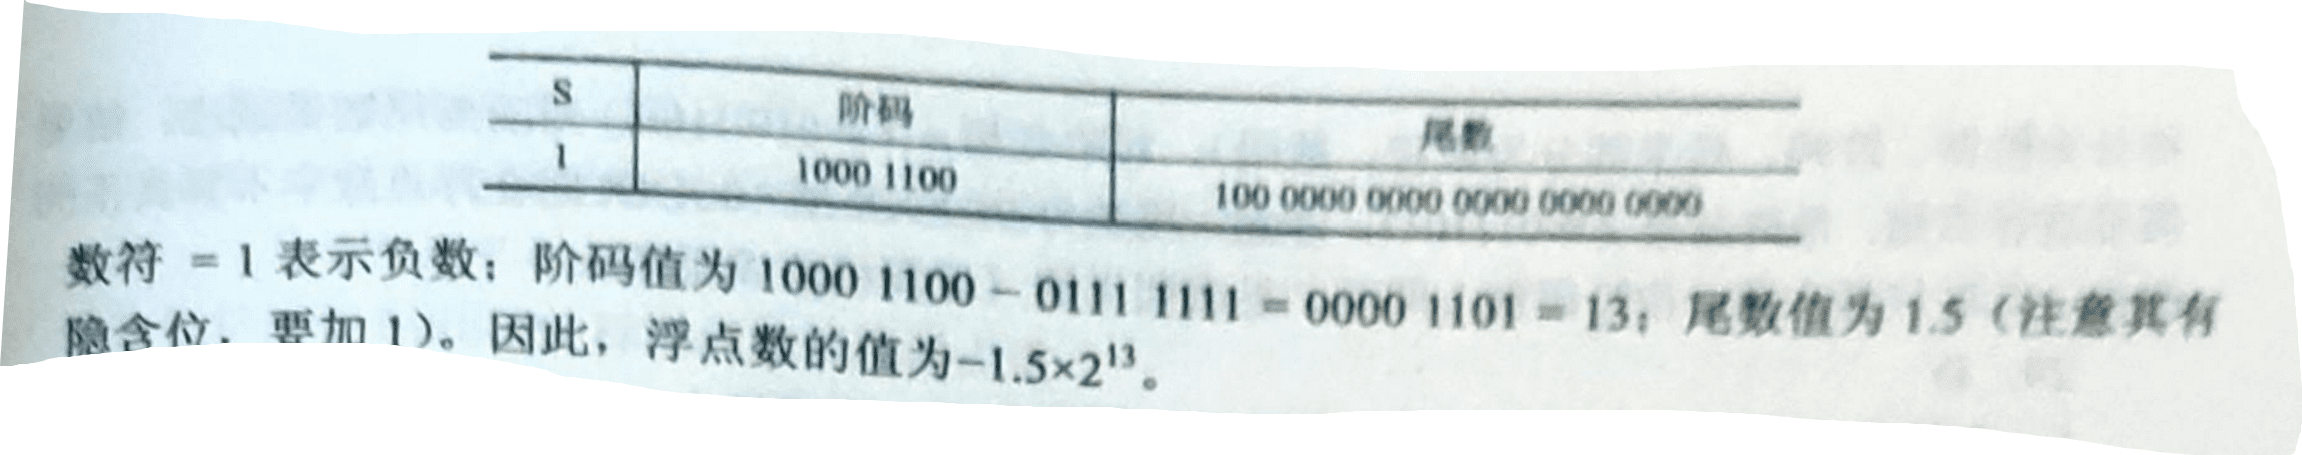 S 阶码 尾数
1 1000 1100 100 0000 0000 0000 0000 0000
数符 = 1 表示负数；阶码值为 1000 1100 − 0111 1111 = 0000 1101 = 13；尾数值为 1.5（注意其有
隐含位，要加 1）。因此，浮点数的值为−1.5×2¹³。